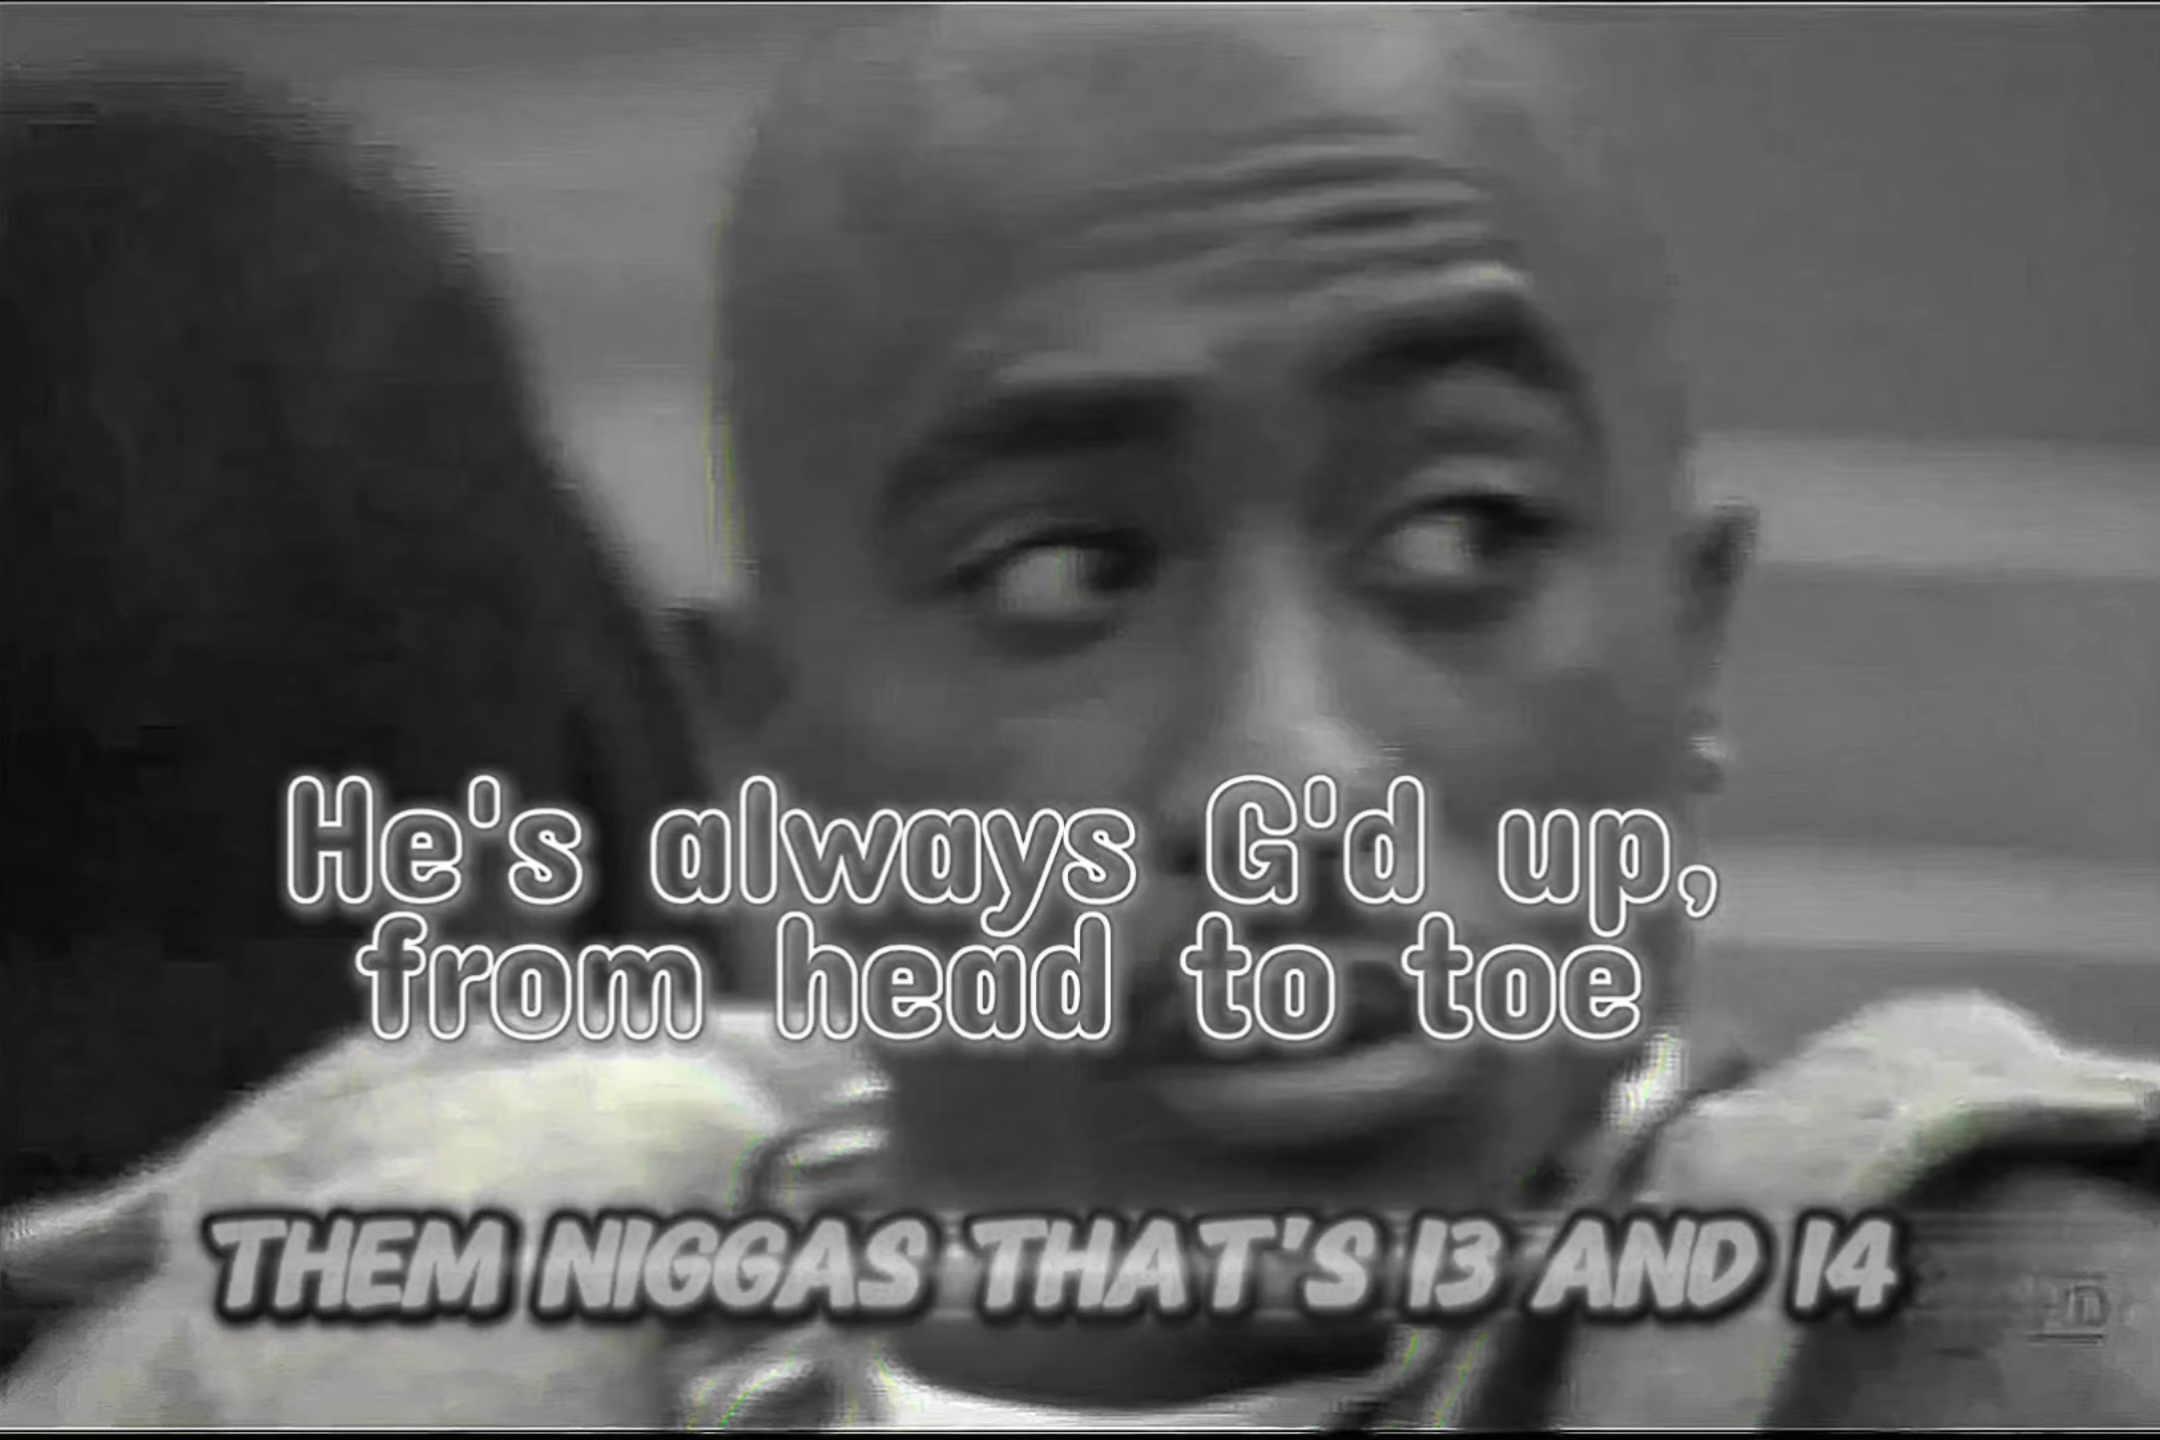 He's always G'd up,
from head to toe
THEM NIGGAS THAT'S 13 AND 14